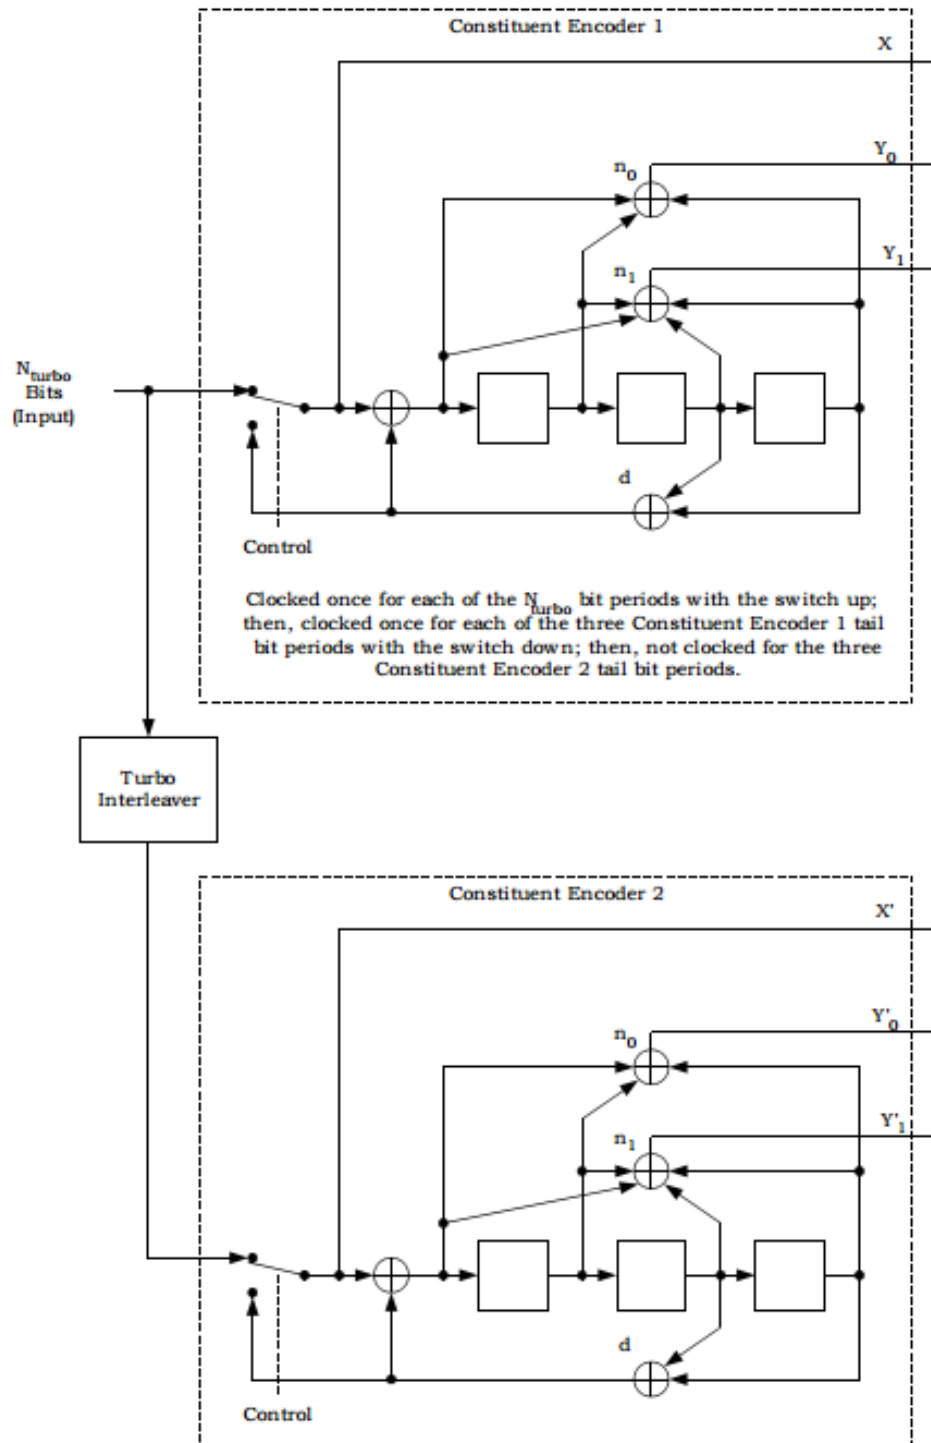 Constituent Encoder 1
X
Y0
n0
Y1
n1
Nturbo
Bits
(Input)
d
Control
Clocked once for each of the Nturbo bit periods with the switch up;
then, clocked once for each of the three Constituent Encoder 1 tail
bit periods with the switch down; then, not clocked for the three
Constituent Encoder 2 tail bit periods.
Turbo
Interleaver
Constituent Encoder 2
X'
Y'0
n0
Y'1
n1
d
Control